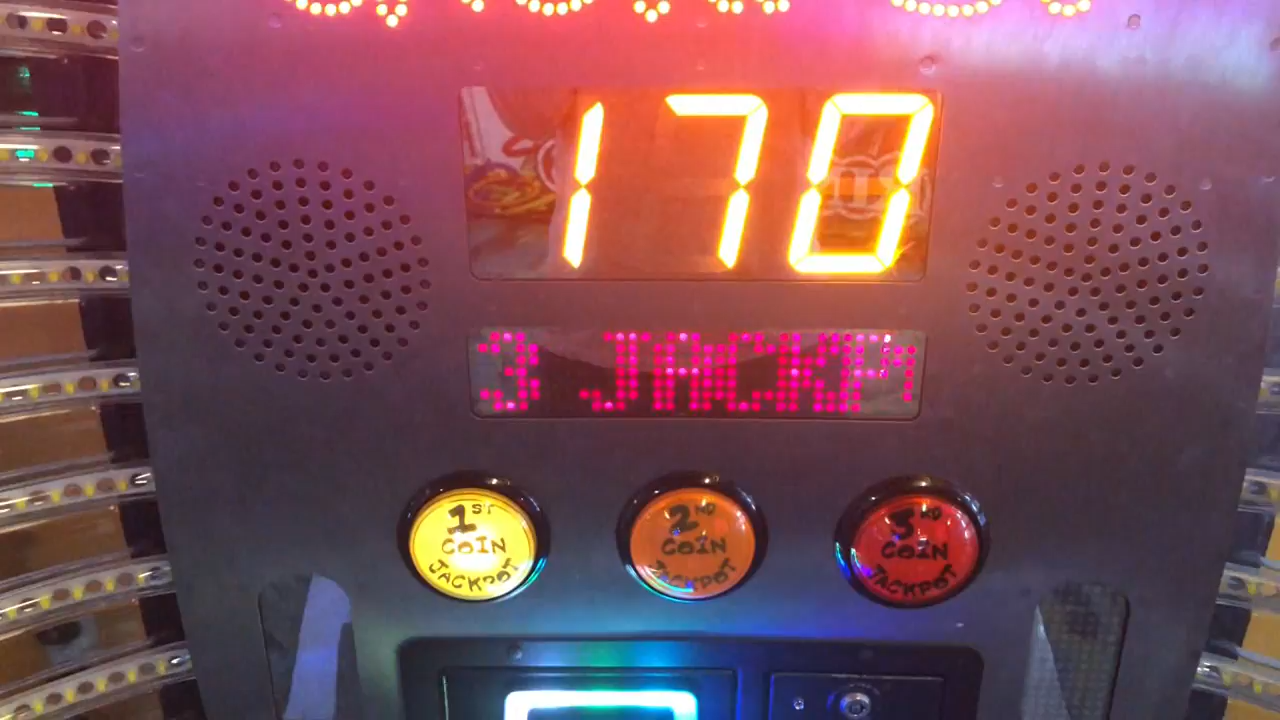 170
3 JACKP
1ST COIN JACKPOT
2ND COIN JACKPOT
3RD COIN JACKPOT